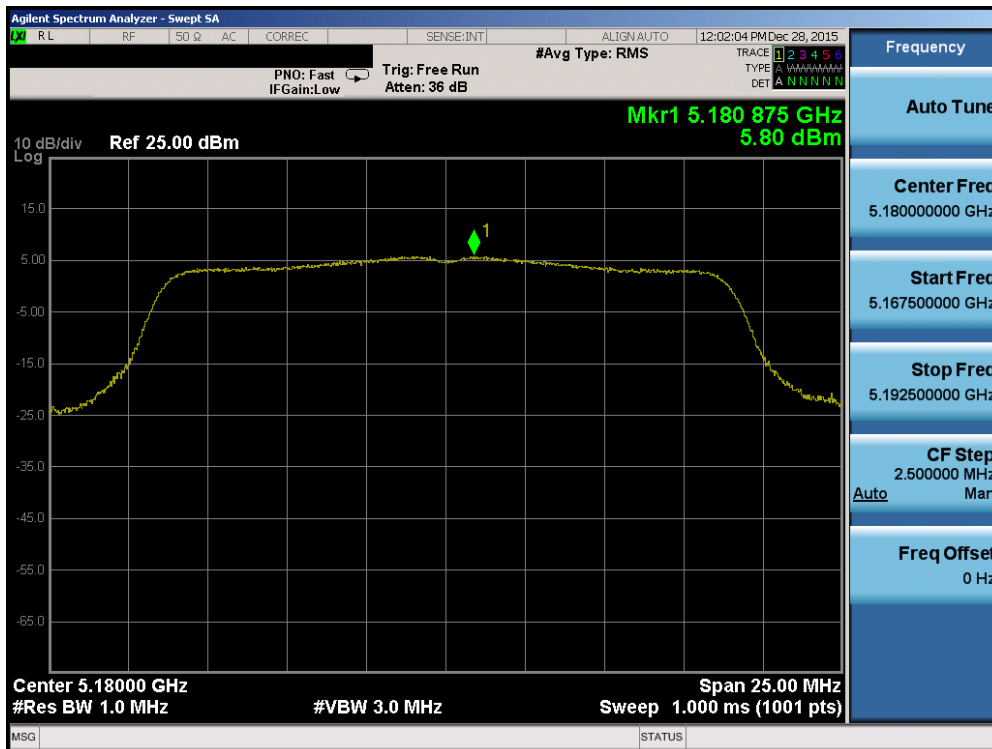 Agilent Spectrum Analyzer - Swept SA
LXI RL RF 50 Ω AC CORREC SENSE:INT ALIGN AUTO 12:02:04 PM Dec 28, 2015
#Avg Type: RMS TRACE 1 2 3 4 5 6
PNO: Fast Trig: Free Run TYPE A WWWWW
IFGain:Low Atten: 36 dB DET A N N N N N
Mkr1 5.180 875 GHz
5.80 dBm
10 dB/div Ref 25.00 dBm
Log
15.0
5.00
-5.00
-15.0
-25.0
-35.0
-45.0
-55.0
-65.0
1
Center 5.18000 GHz Span 25.00 MHz
#Res BW 1.0 MHz #VBW 3.0 MHz Sweep 1.000 ms (1001 pts)
MSG STATUS
Frequency
Auto Tune
Center Freq
5.180000000 GHz
Start Freq
5.167500000 GHz
Stop Freq
5.192500000 GHz
CF Step
2.500000 MHz
Auto Man
Freq Offset
0 Hz